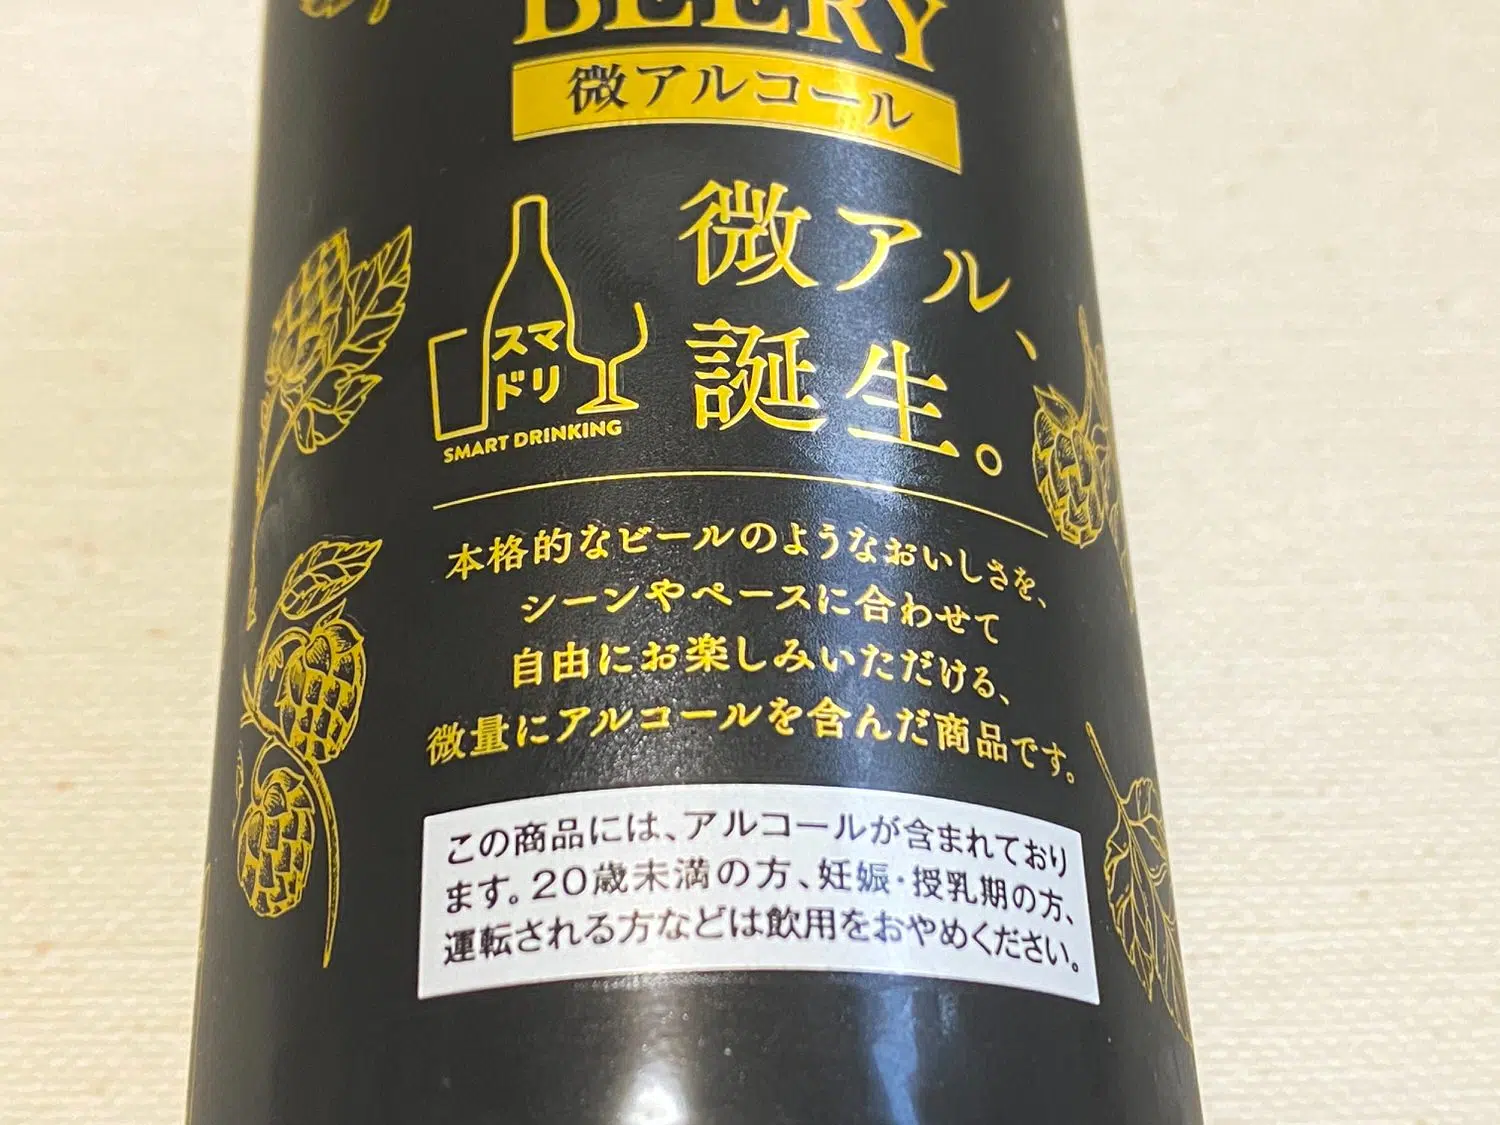 BEERY
微アルコール
微アル、
誕生。
スマ
ドリ
SMART DRINKING
本格的なビールのようなおいしさを、
シーンやペースに合わせて
自由にお楽しみいただける、
微量にアルコールを含んだ商品です。
この商品には、アルコールが含まれており
ます。20歳未満の方、妊娠・授乳期の方、
運転される方などは飲用をおやめください。